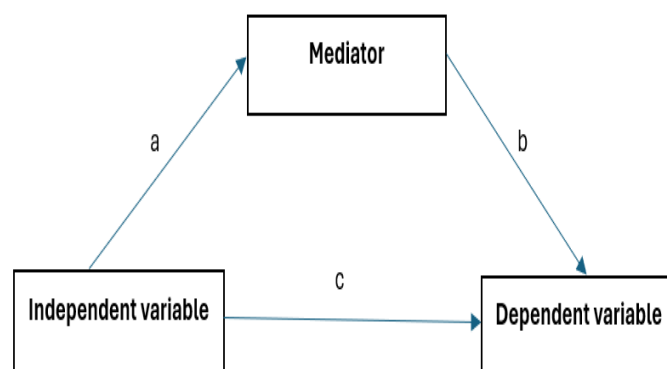 Mediator
a
b
c
Independent variable
Dependent variable